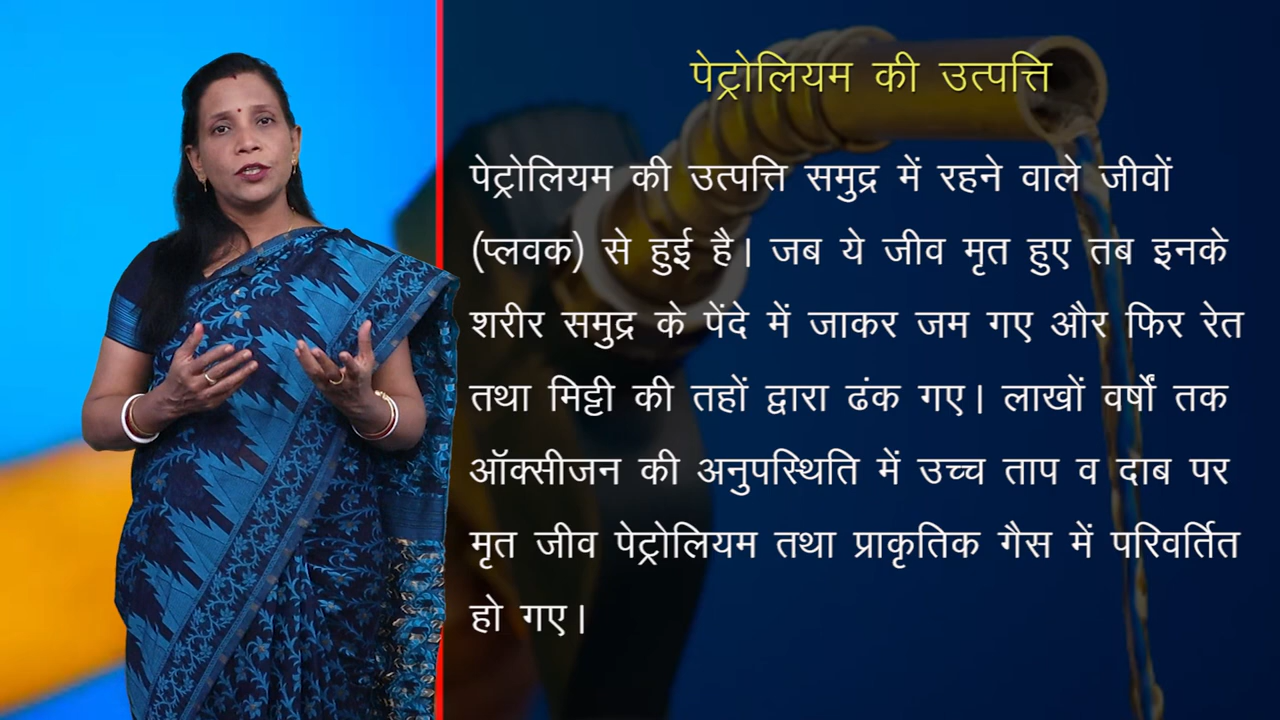 पेट्रोलियम की उत्पत्ति
पेट्रोलियम की उत्पत्ति समुद्र में रहने वाले जीवों
(प्लवक) से हुई है। जब ये जीव मृत हुए तब इनके
शरीर समुद्र के पेंदे में जाकर जम गए और फिर रेत
तथा मिट्टी की तहों द्वारा ढंक गए। लाखों वर्षों तक
ऑक्सीजन की अनुपस्थिति में उच्च ताप व दाब पर
मृत जीव पेट्रोलियम तथा प्राकृतिक गैस में परिवर्तित
हो गए।